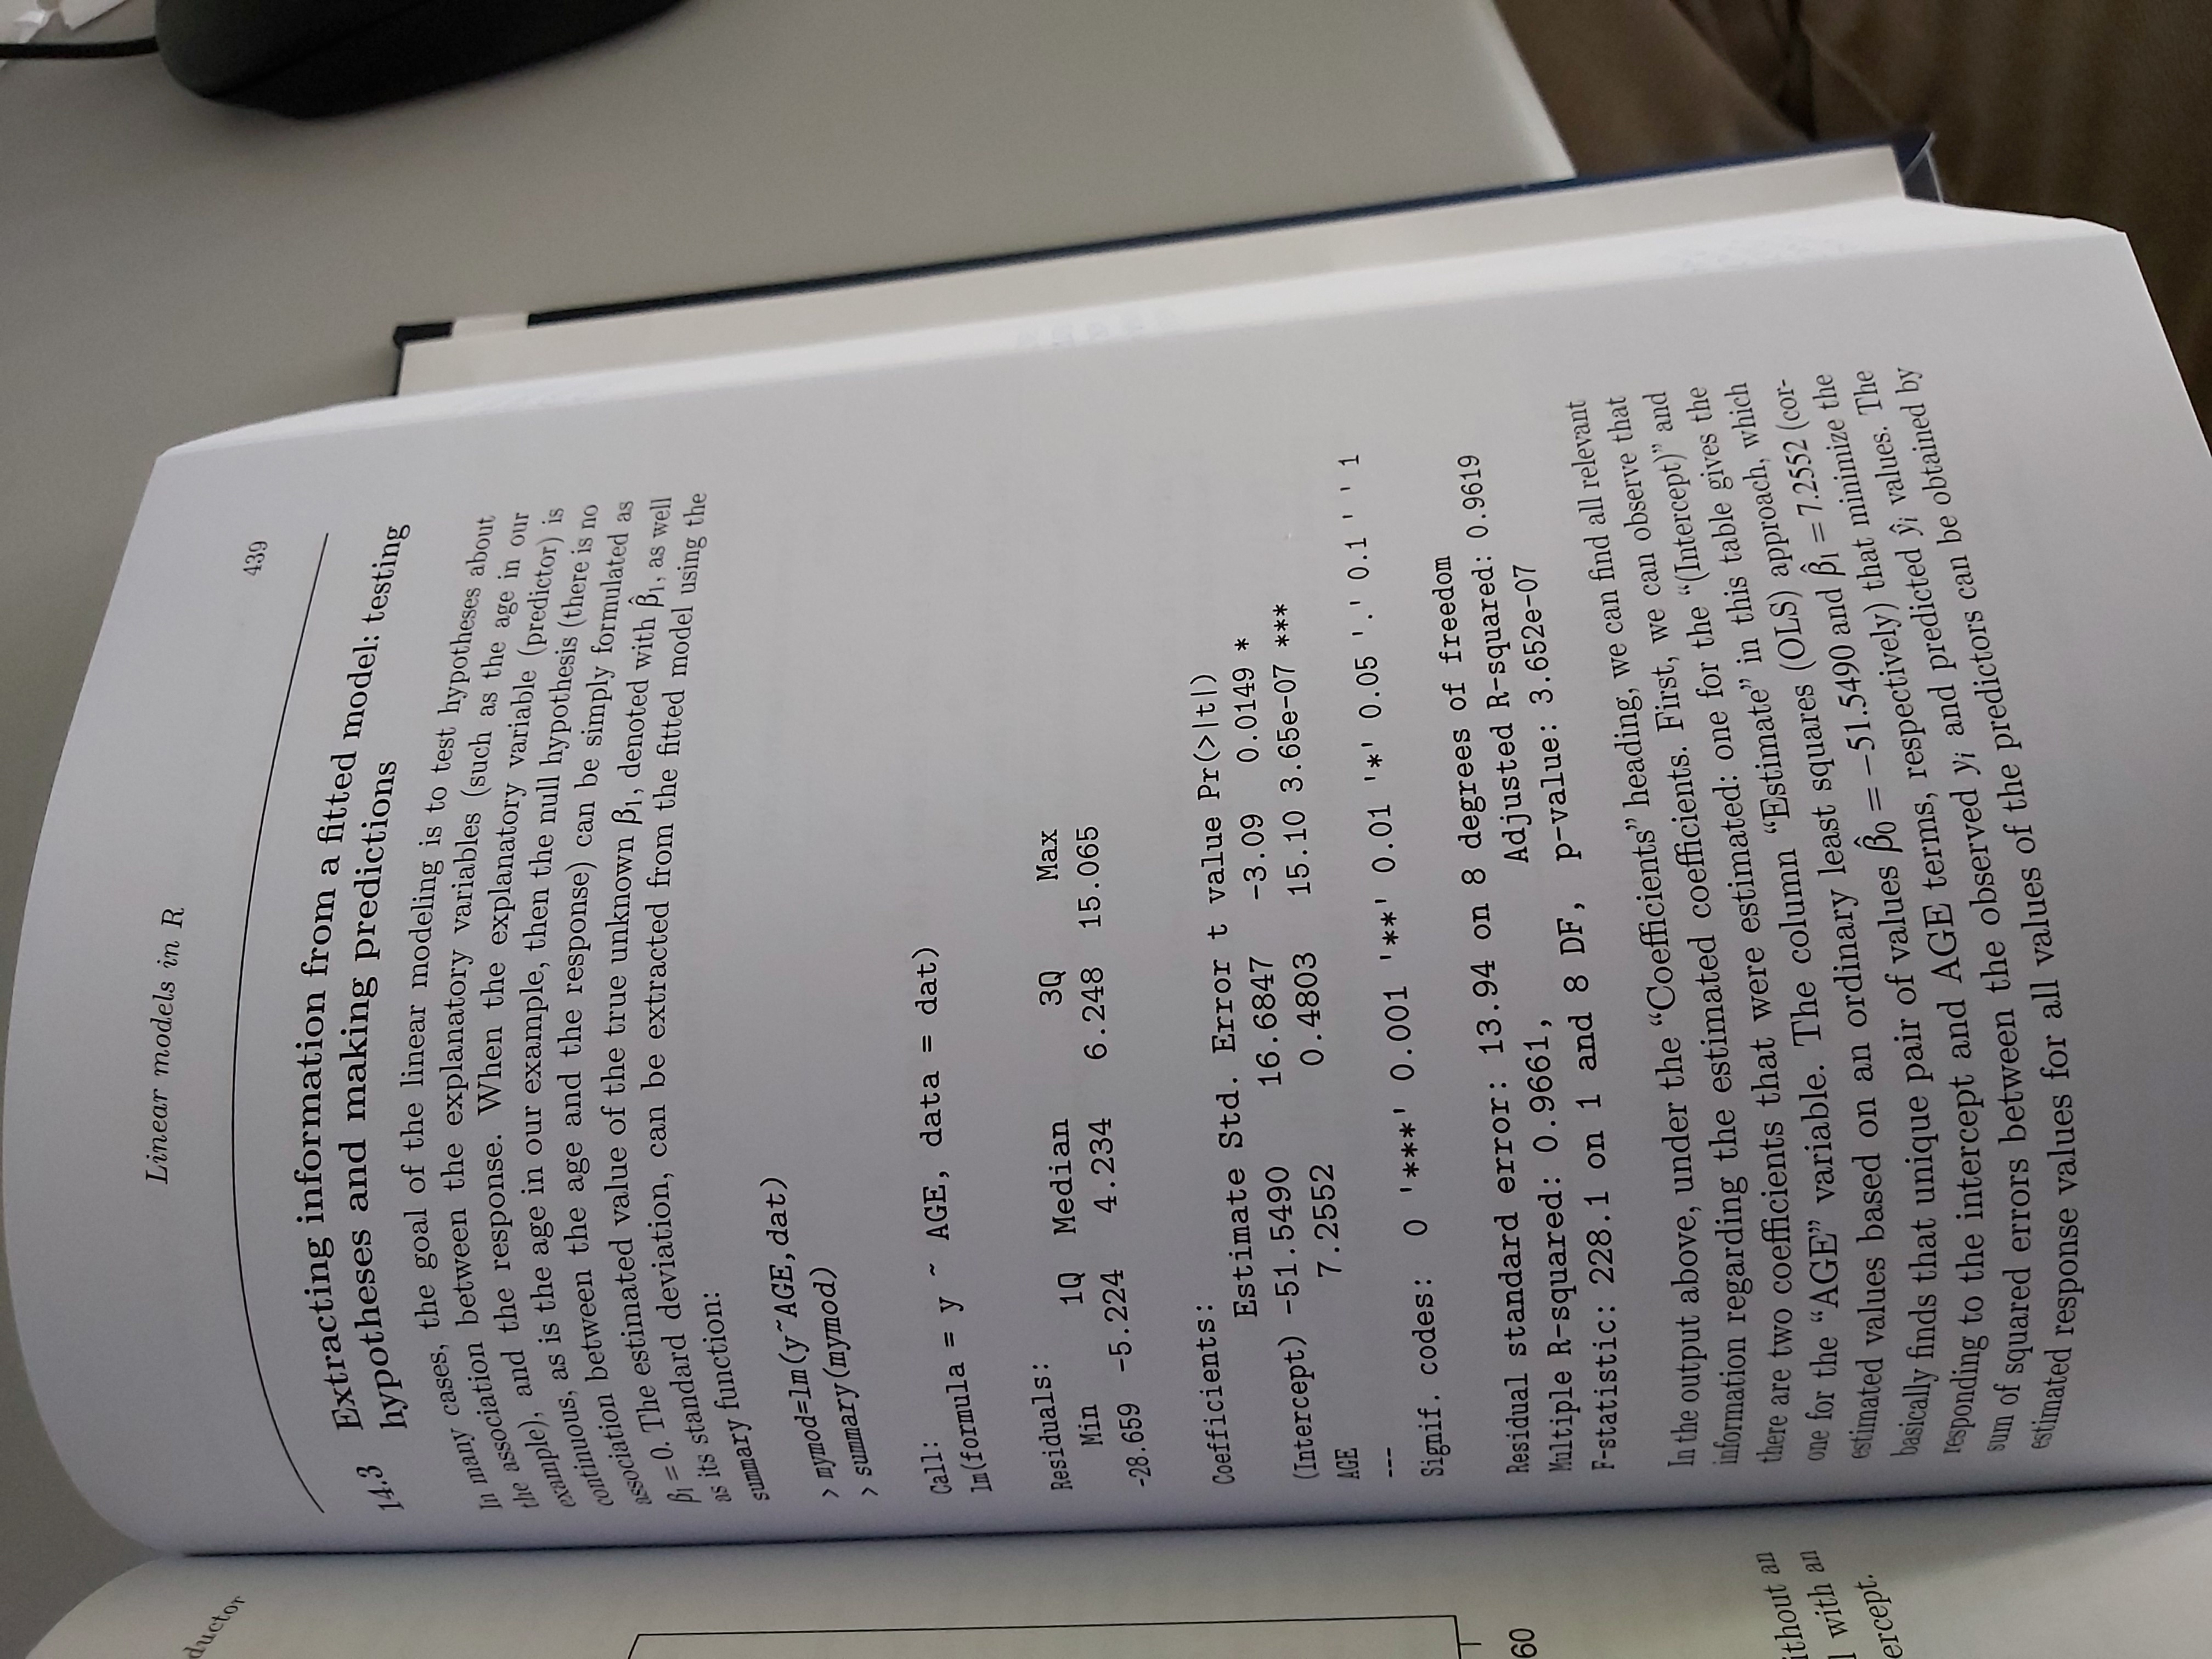 ductor
60
ithout an
l with an
ercept.
Linear models in R
439
14.3 Extracting information from a fitted model: testing
hypotheses and making predictions
In many cases, the goal of the linear modeling is to test hypotheses about
the association between the explanatory variables (such as the age in our
example), and the response. When the explanatory variable (predictor) is
continuous, as is the age in our example, then the null hypothesis (there is no
association between the age and the response) can be simply formulated as
β₁ = 0. The estimated value of the true unknown β₁, denoted with β̂₁, as well
as its standard deviation, can be extracted from the fitted model using the
summary function:
> mymod=lm(y~AGE,dat)
> summary(mymod)
Call:
lm(formula = y ~ AGE, data = dat)
Residuals:
Min 1Q Median 3Q Max
-28.659 -5.224 4.234 6.248 15.065
Coefficients:
Estimate Std. Error t value Pr(>|t|)
(Intercept) -51.5490 16.6847 -3.09 0.0149 *
AGE 7.2552 0.4803 15.10 3.65e-07 ***
---
Signif. codes: 0 '***' 0.001 '**' 0.01 '*' 0.05 '.' 0.1 ' ' 1
Residual standard error: 13.94 on 8 degrees of freedom
Multiple R-squared: 0.9661, Adjusted R-squared: 0.9619
F-statistic: 228.1 on 1 and 8 DF, p-value: 3.652e-07
In the output above, under the “Coefficients” heading, we can find all relevant
information regarding the estimated coefficients. First, we can observe that
there are two coefficients that were estimated: one for the “(Intercept)” and
one for the “AGE” variable. The column “Estimate” in this table gives the
estimated values based on an ordinary least squares (OLS) approach, which
basically finds that unique pair of values β̂₀ = −51.5490 and β̂₁ = 7.2552 (cor-
responding to the intercept and AGE terms, respectively) that minimize the
sum of squared errors between the observed yᵢ and predicted ŷᵢ values. The
estimated response values for all values of the predictors can be obtained by